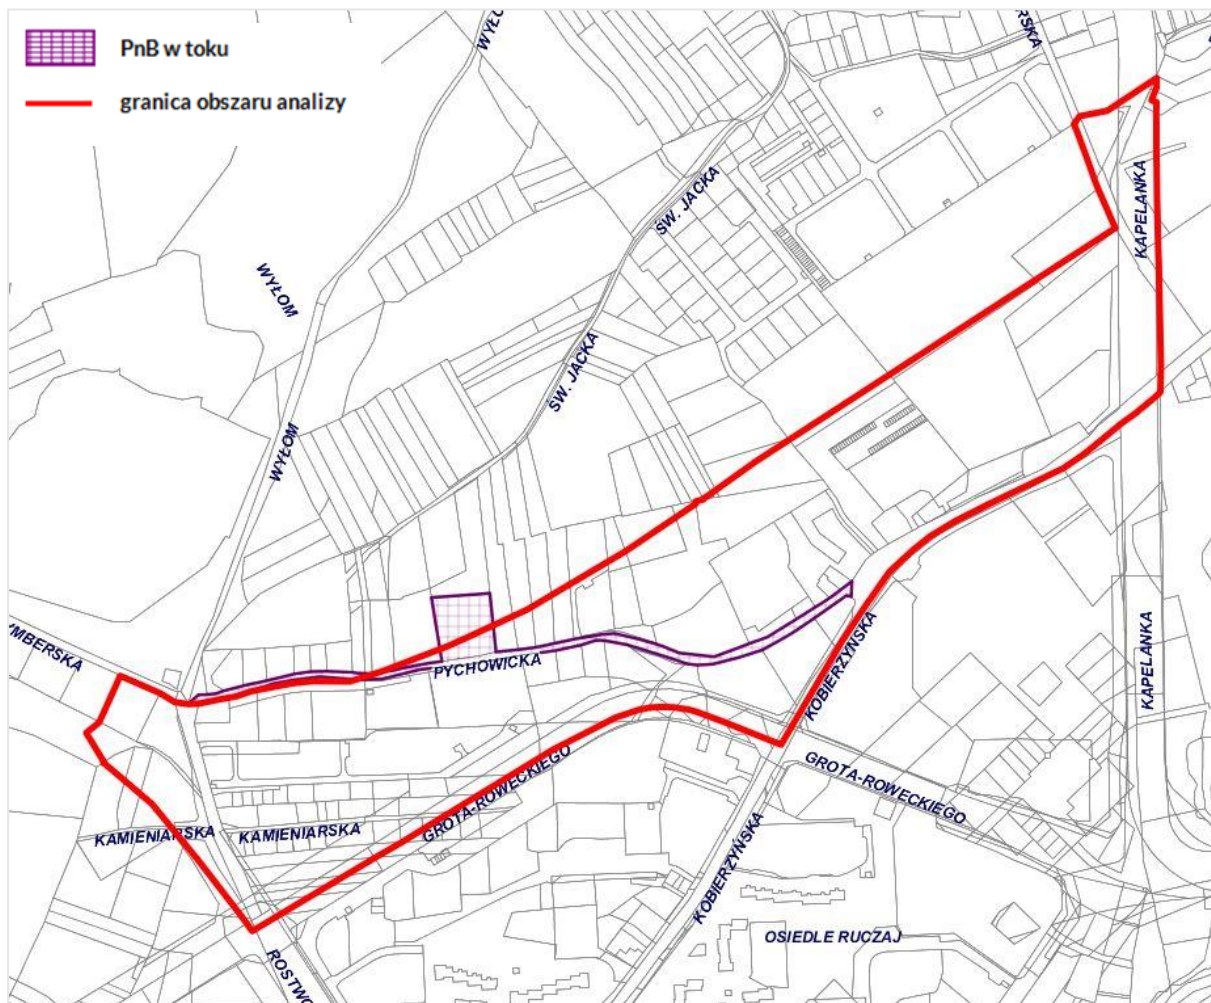 PnB w toku
granica obszaru analizy
KAPELANKA
ŚW. JACKA
WYŁOM
ŚW. JACKA
WYŁOM
PYCHOWICKA
KOBIERZYŃSKA
KAPELANKA
GROTA-ROWECKIEGO
GROTA-ROWECKIEGO
KAMIENIARSKA
KAMIENIARSKA
KOBIERZYŃSKA
OSIEDLE RUCZAJ